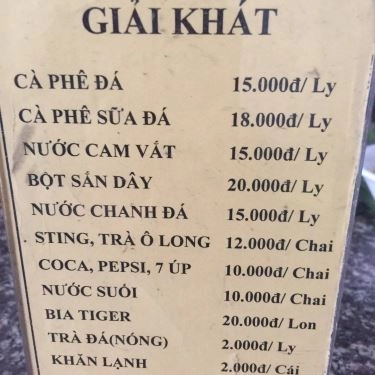 GIẢI KHÁT
CÀ PHÊ ĐÁ 15.000đ/ Ly
CÀ PHÊ SỮA ĐÁ 18.000đ/ Ly
NƯỚC CAM VẮT 15.000đ/ Ly
BỘT SẮN DÂY 20.000đ/ Ly
NƯỚC CHANH ĐÁ 15.000đ/ Ly
STING, TRÀ Ô LONG 12.000đ/ Chai
COCA, PEPSI, 7 ÚP 10.000đ/ Chai
NƯỚC SUỐI 10.000đ/ Chai
BIA TIGER 20.000đ/ Lon
TRÀ ĐÁ(NÓNG) 2.000đ/ Ly
KHĂN LẠNH 2.000đ/ Cái